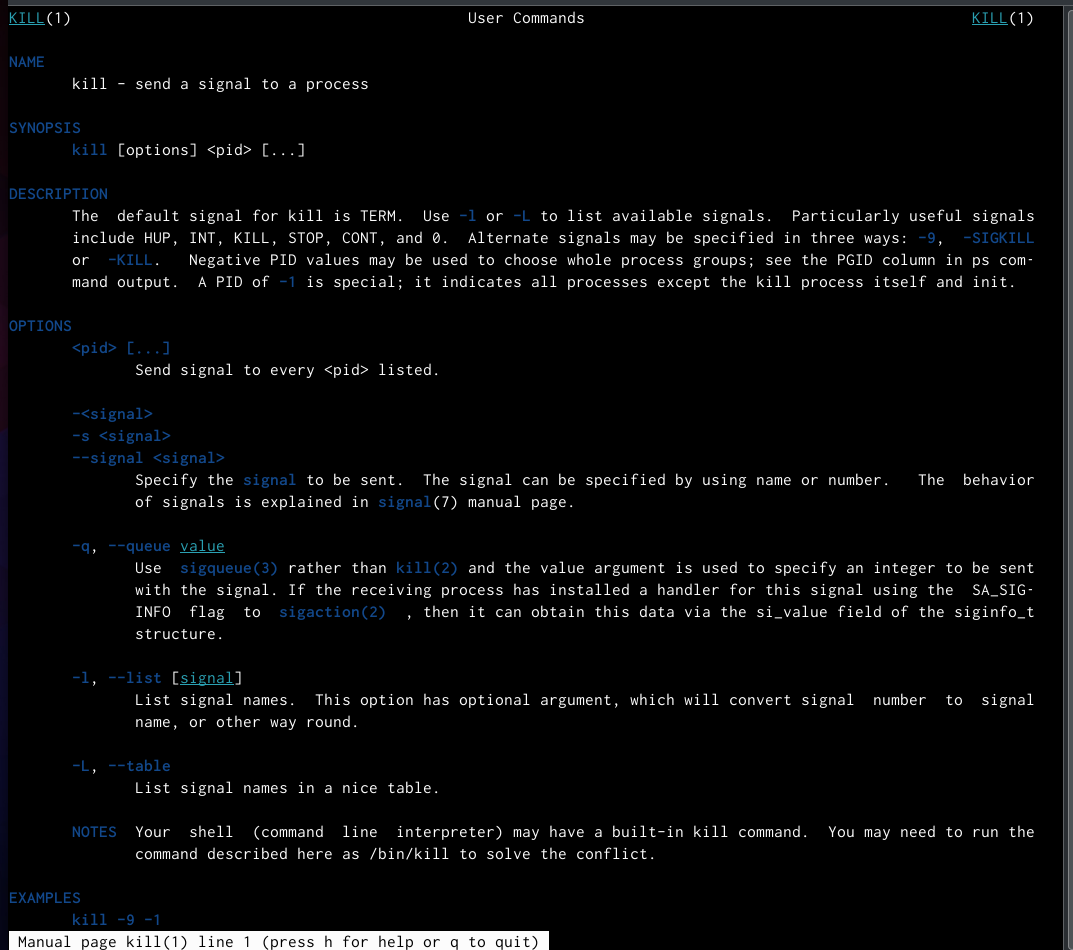 KILL(1) User Commands KILL(1)
NAME
kill - send a signal to a process
SYNOPSIS
kill [options] <pid> [...]
DESCRIPTION
The default signal for kill is TERM. Use -l or -L to list available signals. Particularly useful signals
include HUP, INT, KILL, STOP, CONT, and 0. Alternate signals may be specified in three ways: -9, -SIGKILL
or -KILL. Negative PID values may be used to choose whole process groups; see the PGID column in ps com-
mand output. A PID of -1 is special; it indicates all processes except the kill process itself and init.
OPTIONS
<pid> [...]
Send signal to every <pid> listed.
-<signal>
-s <signal>
--signal <signal>
Specify the signal to be sent. The signal can be specified by using name or number. The behavior
of signals is explained in signal(7) manual page.
-q, --queue value
Use sigqueue(3) rather than kill(2) and the value argument is used to specify an integer to be sent
with the signal. If the receiving process has installed a handler for this signal using the SA_SIG-
INFO flag to sigaction(2) , then it can obtain this data via the si_value field of the siginfo_t
structure.
-l, --list [signal]
List signal names. This option has optional argument, which will convert signal number to signal
name, or other way round.
-L, --table
List signal names in a nice table.
NOTES Your shell (command line interpreter) may have a built-in kill command. You may need to run the
command described here as /bin/kill to solve the conflict.
EXAMPLES
kill -9 -1
Manual page kill(1) line 1 (press h for help or q to quit)